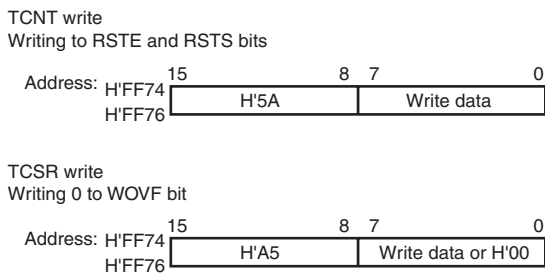 TCNT write
Writing to RSTE and RSTS bits
15 8 7 0
Address: H'FF74 H'5A Write data
H'FF76
TCSR write
Writing 0 to WOVF bit
15 8 7 0
Address: H'FF74 H'A5 Write data or H'00
H'FF76